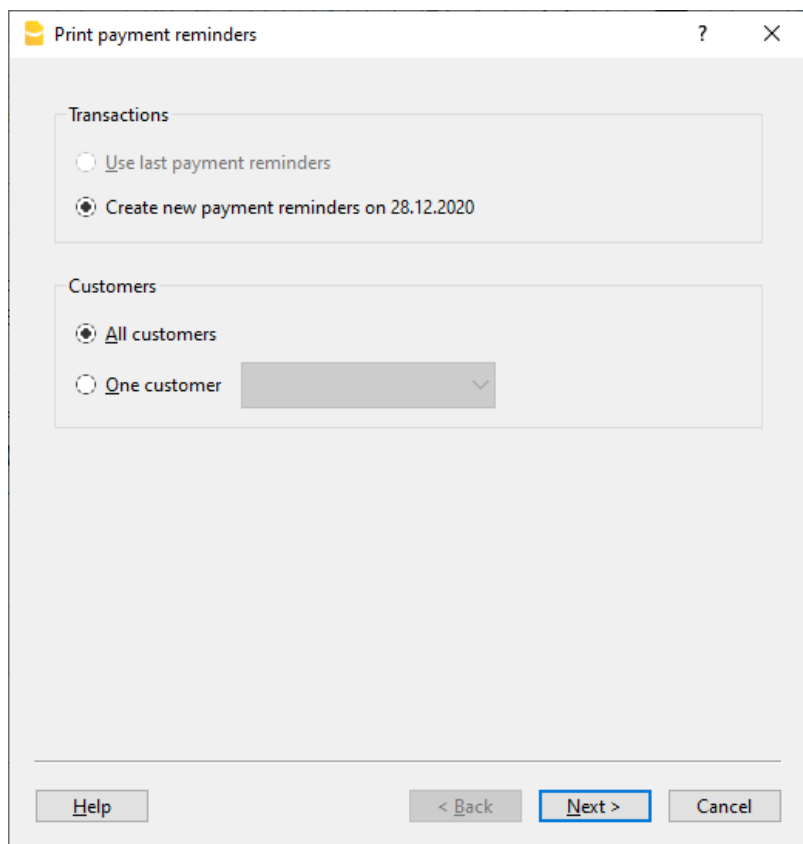 Print payment reminders
?
Transactions
Use last payment reminders
Create new payment reminders on 28.12.2020
Customers
All customers
One customer
Help
< Back
Next >
Cancel